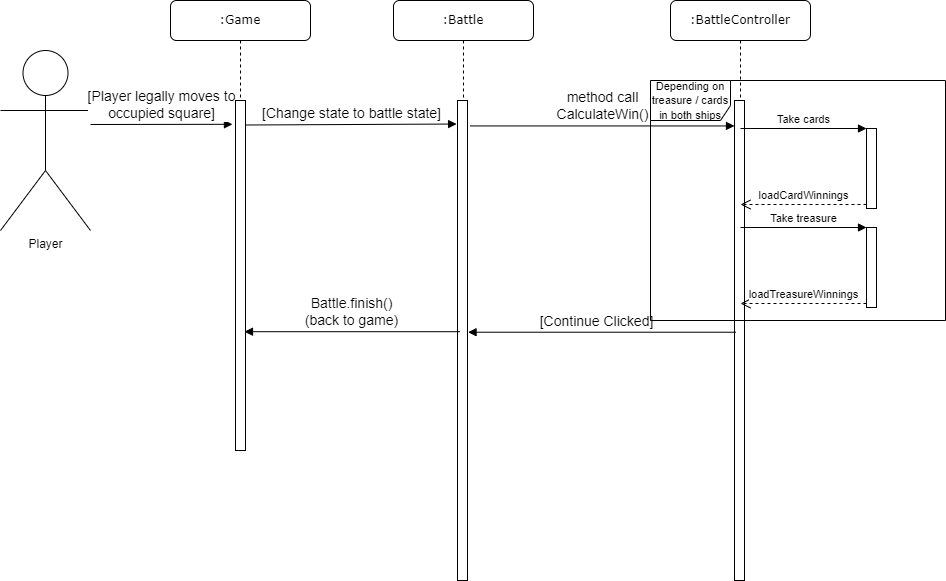 :Game
:Battle
:BattleController
[Player legally moves to
occupied square]
[Change state to battle state]
method call
CalculateWin()
Depending on
treasure / cards
in both ships
Take cards
loadCardWinnings
Take treasure
Player
loadTreasureWinnings
Battle.finish()
(back to game)
[Continue Clicked]